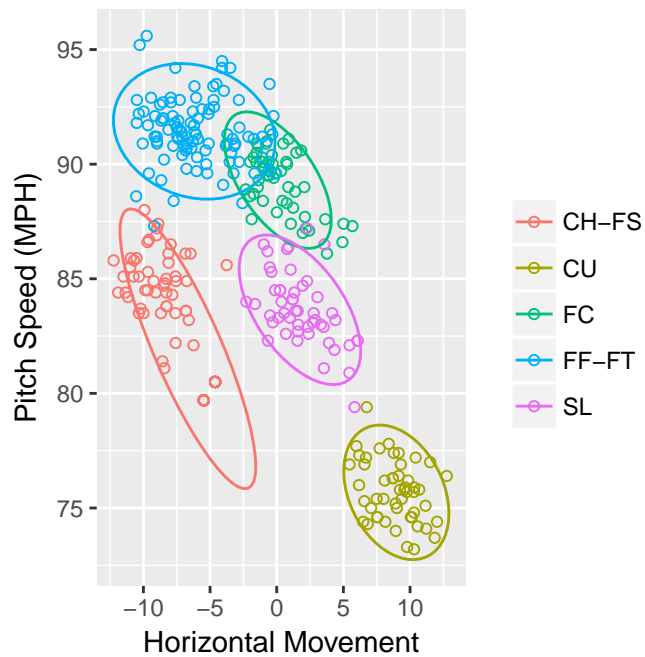 95
90
85
80
75
−10
−5
0
5
10
Pitch Speed (MPH)
Horizontal Movement
CH−FS
CU
FC
FF−FT
SL